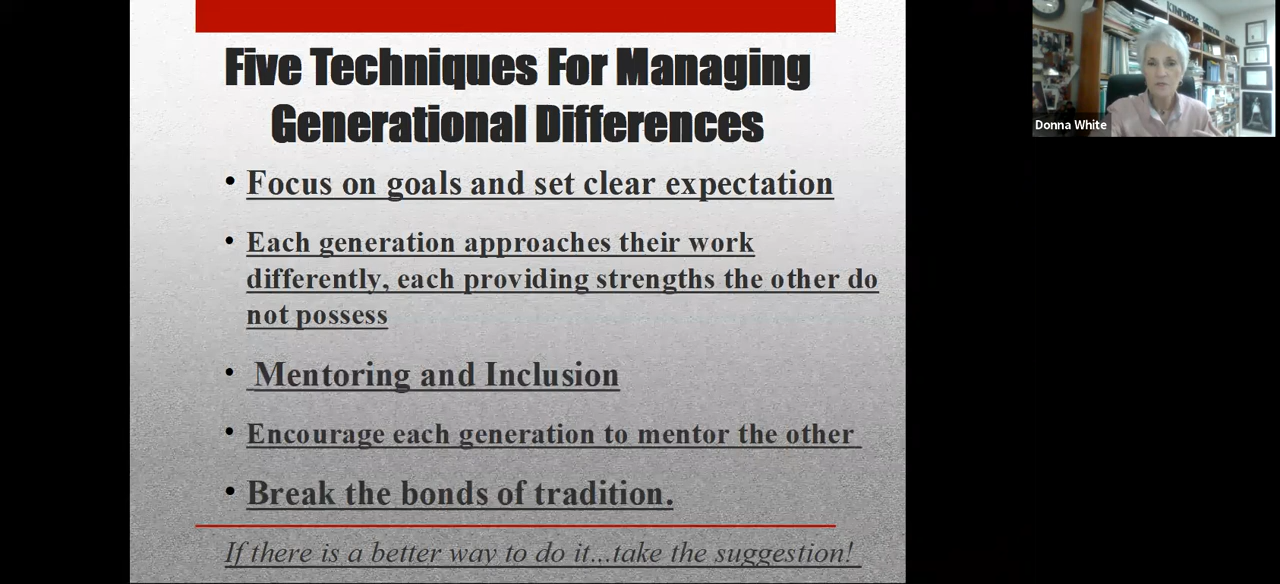 Five Techniques For Managing
Generational Differences
• Focus on goals and set clear expectation
• Each generation approaches their work
differently, each providing strengths the other do
not possess
• Mentoring and Inclusion
• Encourage each generation to mentor the other
• Break the bonds of tradition.
If there is a better way to do it...take the suggestion!
KINDNESS
Donna White